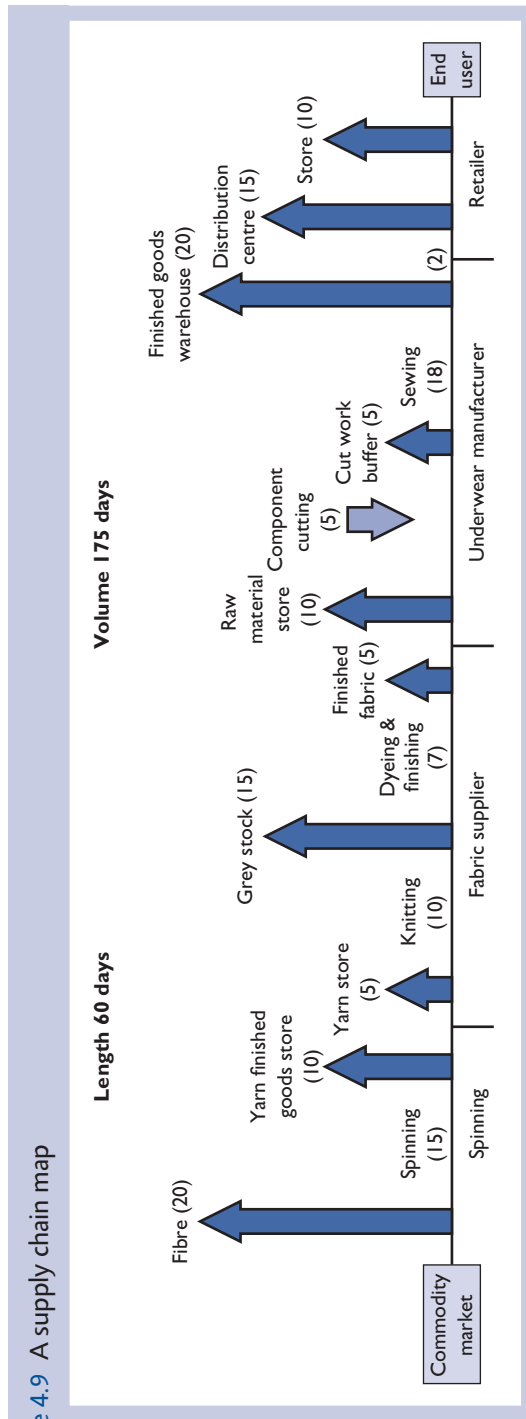 e 4.9 A supply chain map
Length 60 days
Volume 175 days
Fibre (20)
Spinning
(15)
Yarn finished
goods store
(10)
Yarn store
(5)
Knitting
(10)
Grey stock (15)
Dyeing &
finishing
(7)
Finished
fabric (5)
Raw
material
store
(10)
Component
cutting
(5)
Cut work
buffer (5)
Sewing
(18)
Finished goods
warehouse (20)
(2)
Distribution
centre (15)
Store (10)
Commodity
market
Spinning
Fabric supplier
Underwear manufacturer
Retailer
End
user